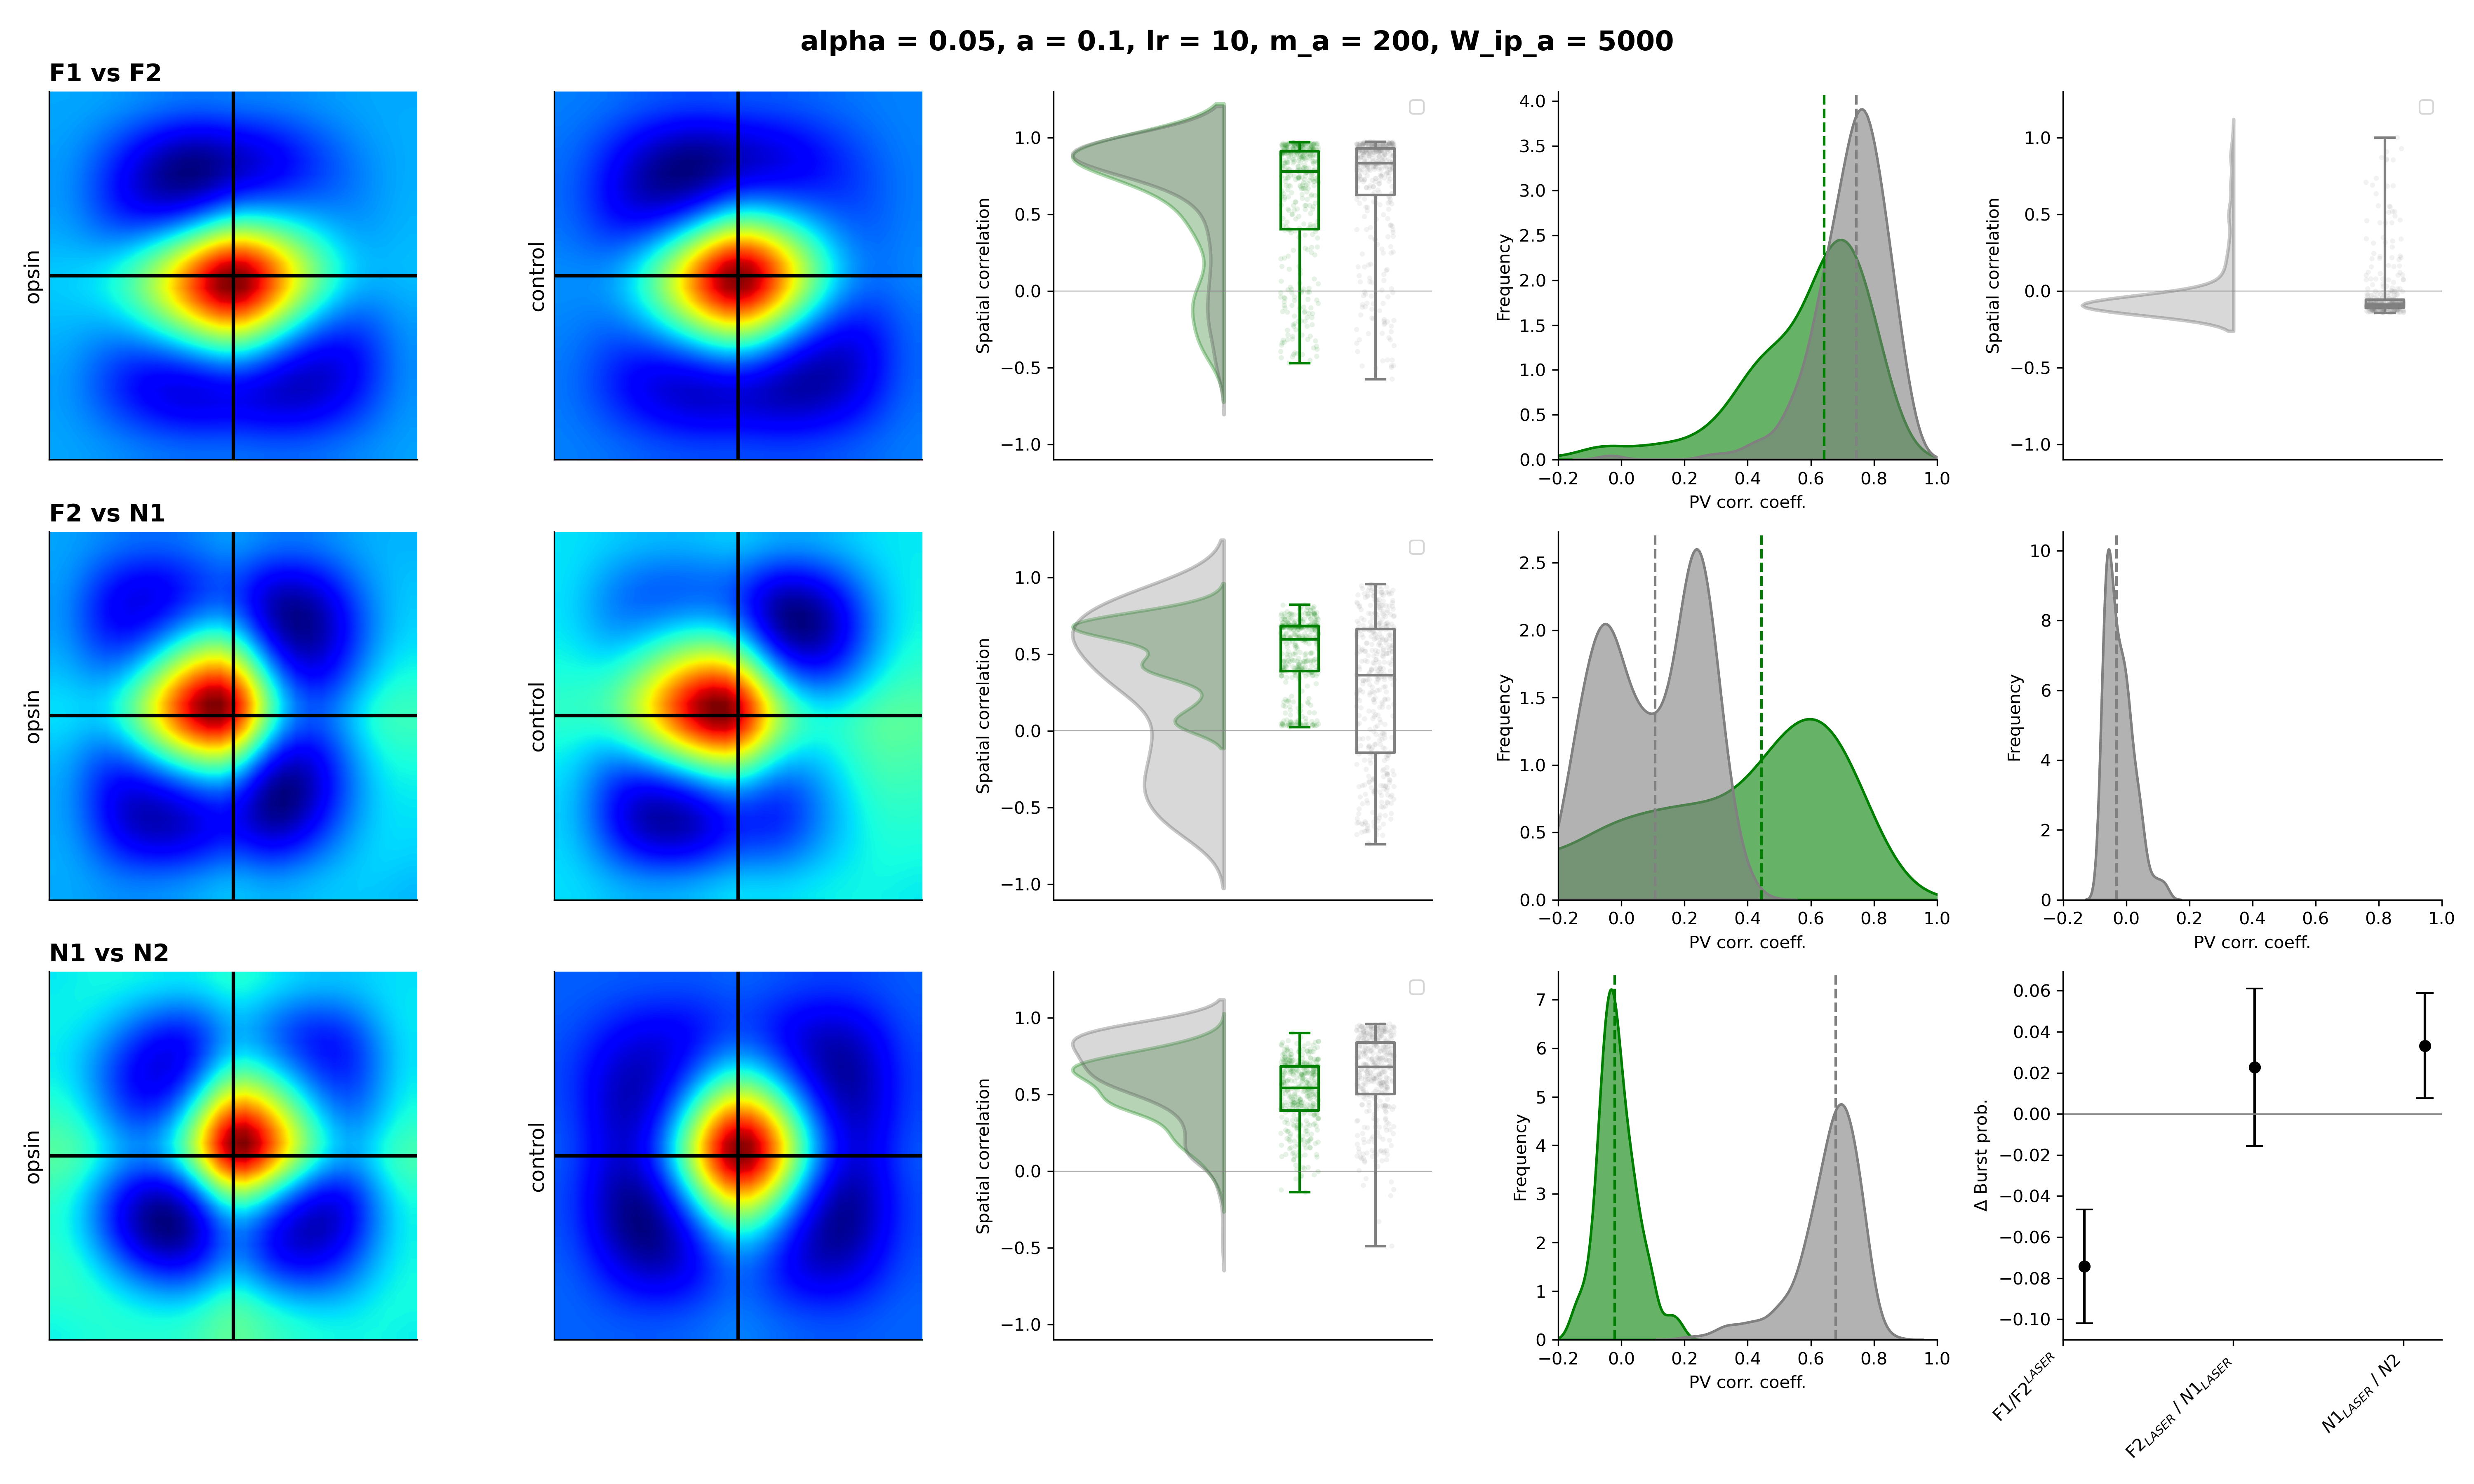 alpha = 0.05, a = 0.1, lr = 10, m_a = 200, W_ip_a = 5000
F1 vs F2
opsin
control
Spatial correlation
1.0
0.5
0.0
−0.5
−1.0
Frequency
4.0
3.5
3.0
2.5
2.0
1.5
1.0
0.5
0.0
−0.2 0.0 0.2 0.4 0.6 0.8 1.0
PV corr. coeff.
Spatial correlation
1.0
0.5
0.0
−0.5
−1.0
F2 vs N1
opsin
control
Spatial correlation
1.0
0.5
0.0
−0.5
−1.0
Frequency
2.5
2.0
1.5
1.0
0.5
0.0
−0.2 0.0 0.2 0.4 0.6 0.8 1.0
PV corr. coeff.
Frequency
10
8
6
4
2
0
−0.2 0.0 0.2 0.4 0.6 0.8 1.0
PV corr. coeff.
N1 vs N2
opsin
control
Spatial correlation
1.0
0.5
0.0
−0.5
−1.0
Frequency
7
6
5
4
3
2
1
0
−0.2 0.0 0.2 0.4 0.6 0.8 1.0
PV corr. coeff.
Δ Burst prob.
0.06
0.04
0.02
0.00
−0.02
−0.04
−0.06
−0.08
−0.10
F1/F2^LASER
F2_LASER / N1_LASER
N1_LASER / N2